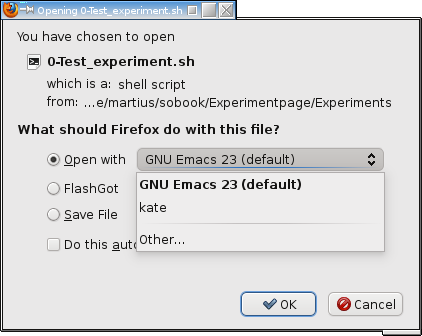 Opening 0-Test_experiment.sh
You have chosen to open
0-Test_experiment.sh
which is a: shell script
from: ...e/martius/sobook/Experimentpage/Experiments
What should Firefox do with this file?
Open with GNU Emacs 23 (default)
GNU Emacs 23 (default)
FlashGot
kate
Save File
Other...
Do this auto
OK Cancel